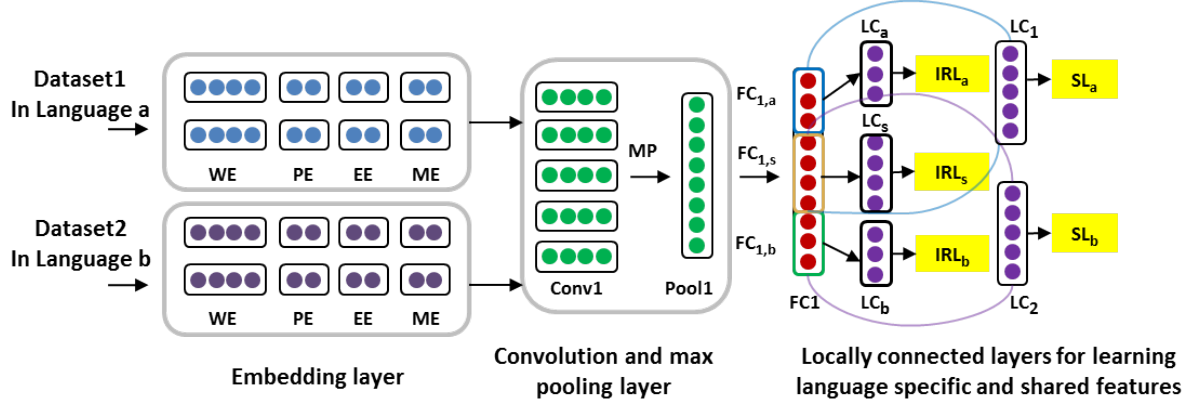 Dataset1
In Language a
WE PE EE ME
Dataset2
In Language b
WE PE EE ME
Embedding layer
MP
Conv1 Pool1
Convolution and max
pooling layer
FC1,a
FC1,s
FC1,b
FC1
LCa
LCs
LCb
IRLa
IRLs
IRLb
LC1
LC2
SLa
SLb
Locally connected layers for learning
language specific and shared features